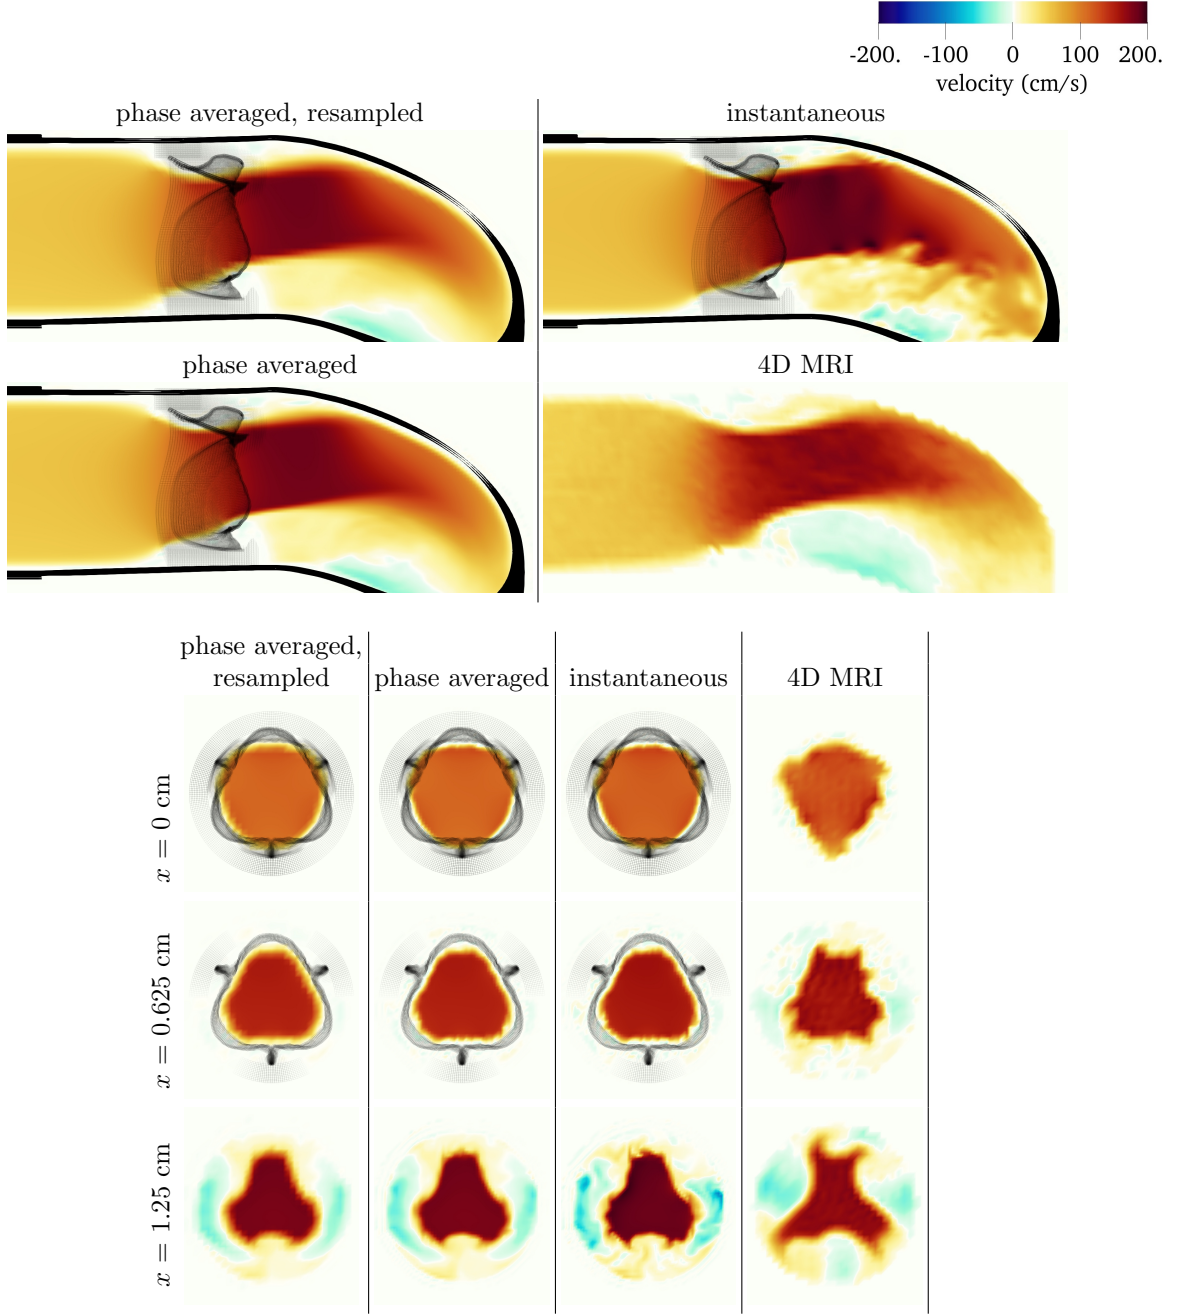 -200. -100 0 100 200.
velocity (cm/s)
phase averaged, resampled
instantaneous
phase averaged
4D MRI
phase averaged,
resampled
phase averaged
instantaneous
4D MRI
x = 0 cm
x = 0.625 cm
x = 1.25 cm